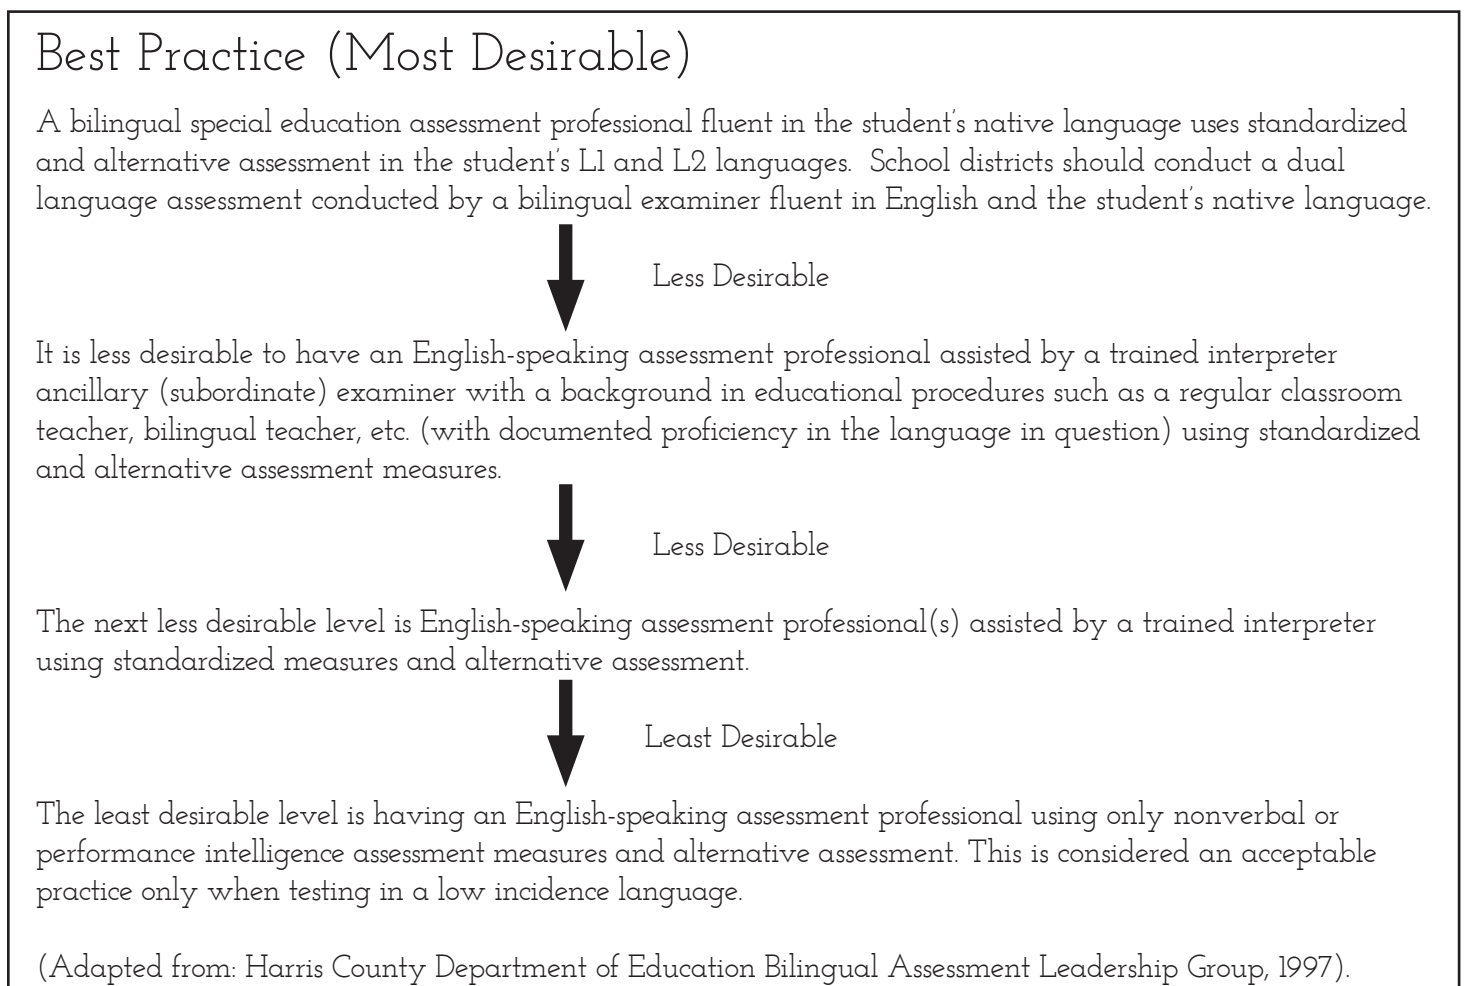 Best Practice (Most Desirable)
A bilingual special education assessment professional fluent in the student's native language uses standardized
and alternative assessment in the student's L1 and L2 languages.  School districts should conduct a dual
language assessment conducted by a bilingual examiner fluent in English and the student's native language.
Less Desirable
It is less desirable to have an English-speaking assessment professional assisted by a trained interpreter
ancillary (subordinate) examiner with a background in educational procedures such as a regular classroom
teacher, bilingual teacher, etc. (with documented proficiency in the language in question) using standardized
and alternative assessment measures.
Less Desirable
The next less desirable level is English-speaking assessment professional(s) assisted by a trained interpreter
using standardized measures and alternative assessment.
Least Desirable
The least desirable level is having an English-speaking assessment professional using only nonverbal or
performance intelligence assessment measures and alternative assessment. This is considered an acceptable
practice only when testing in a low incidence language.
(Adapted from: Harris County Department of Education Bilingual Assessment Leadership Group, 1997).